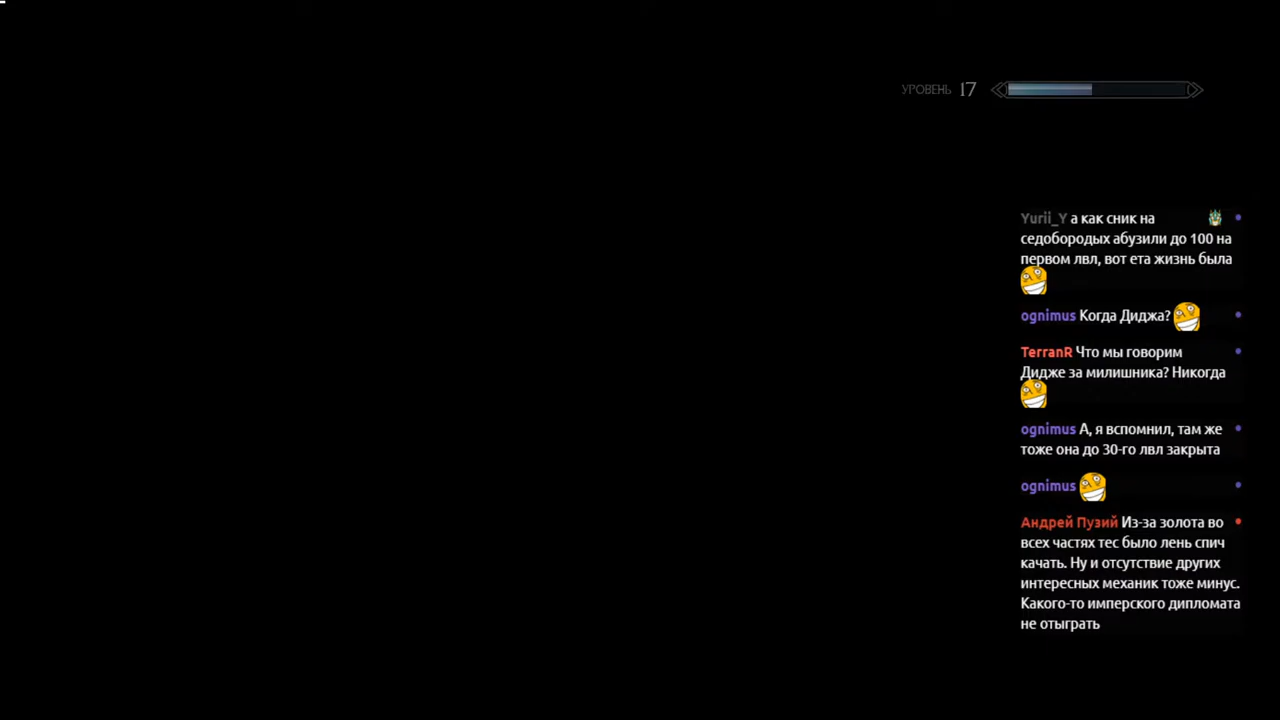 УРОВЕНЬ 17
Yurii_Y а как сник на
седобородых абузили до 100 на
первом лвл, вот ета жизнь была
ognimus Когда Диджа?
TerranR Что мы говорим
Дидже за милишника? Никогда
ognimus А, я вспомнил, там же
тоже она до 30-го лвл закрыта
ognimus
Андрей Пузий Из-за золота во
всех частях тес было лень спич
качать. Ну и отсутствие других
интересных механик тоже минус.
Какого-то имперского дипломата
не отыграть